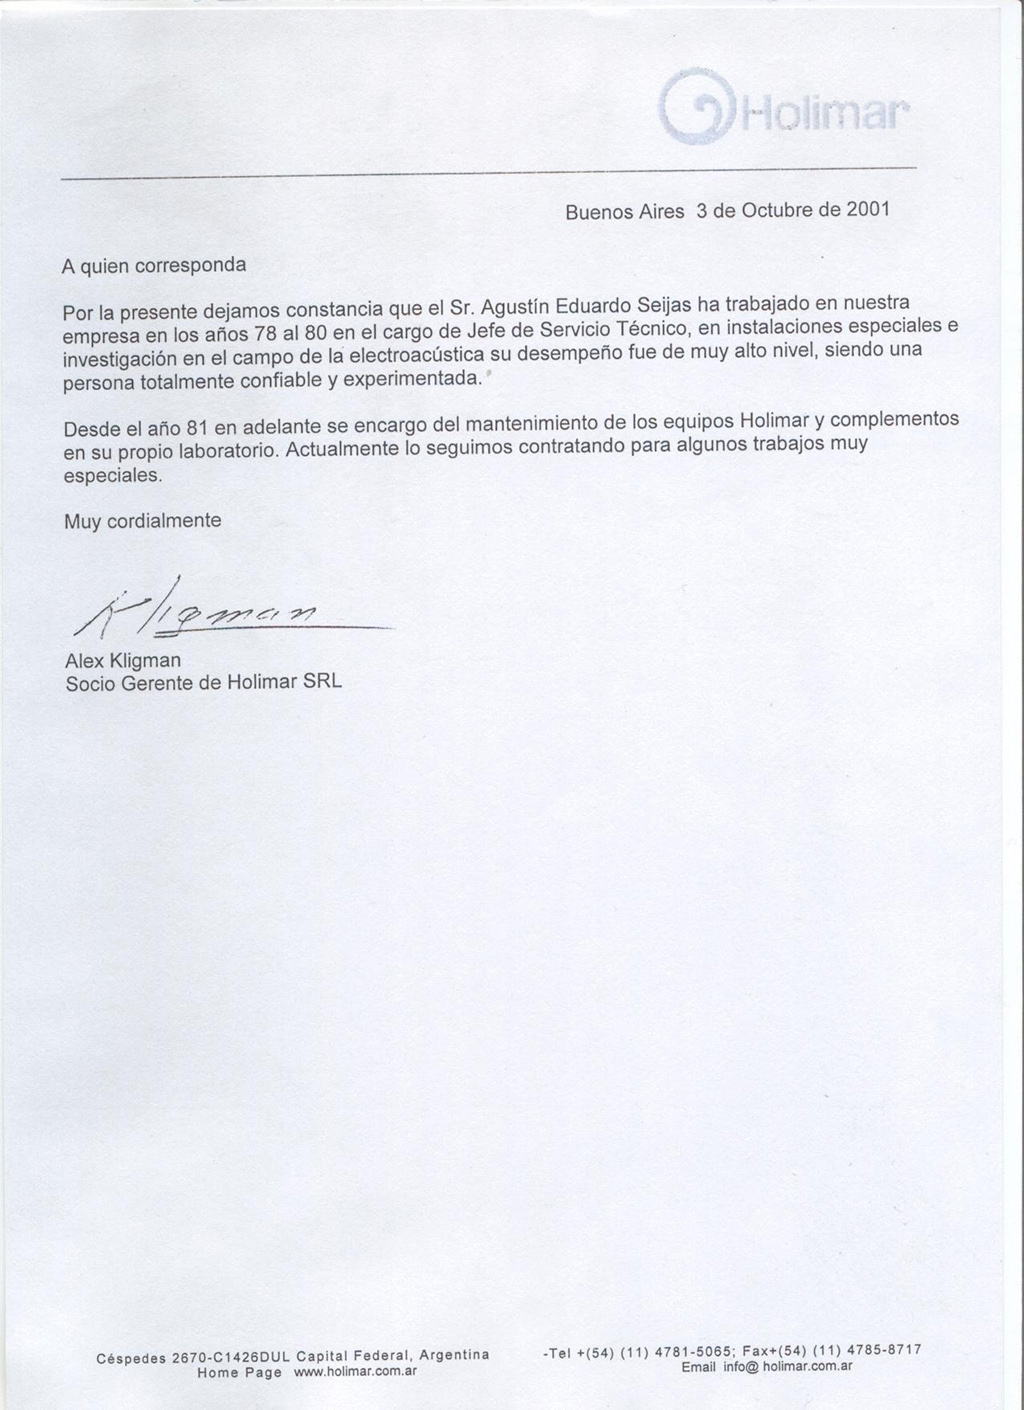 Holimar
Buenos Aires 3 de Octubre de 2001
A quien corresponda
Por la presente dejamos constancia que el Sr. Agustín Eduardo Seijas ha trabajado en nuestra
empresa en los años 78 al 80 en el cargo de Jefe de Servicio Técnico, en instalaciones especiales e
investigación en el campo de la electroacústica su desempeño fue de muy alto nivel, siendo una
persona totalmente confiable y experimentada.
Desde el año 81 en adelante se encargo del mantenimiento de los equipos Holimar y complementos
en su propio laboratorio. Actualmente lo seguimos contratando para algunos trabajos muy
especiales.
Muy cordialmente
Kligman
Alex Kligman
Socio Gerente de Holimar SRL
Céspedes 2670-C1426DUL Capital Federal, Argentina
Home Page www.holimar.com.ar
-Tel +(54) (11) 4781-5065; Fax+(54) (11) 4785-8717
Email info@ holimar.com.ar